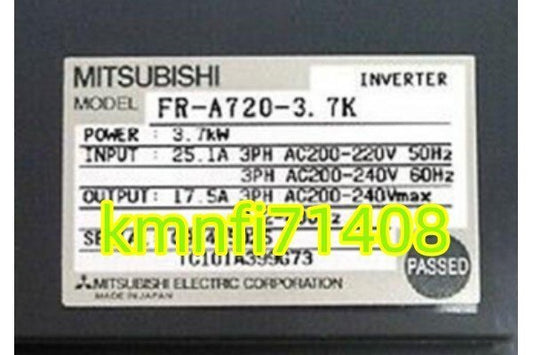 MITSUBISHI INVERTER
MODEL FR-A720-3.7K
POWER : 3.7kW
INPUT : 25.1A 3PH AC200-220V 50Hz
3PH AC200-240V 60Hz
OUTPUT: 17.5A 3PH AC200-240Vmax
kmnfi71408
PASSED
MITSUBISHI ELECTRIC CORPORATION
MADE IN JAPAN